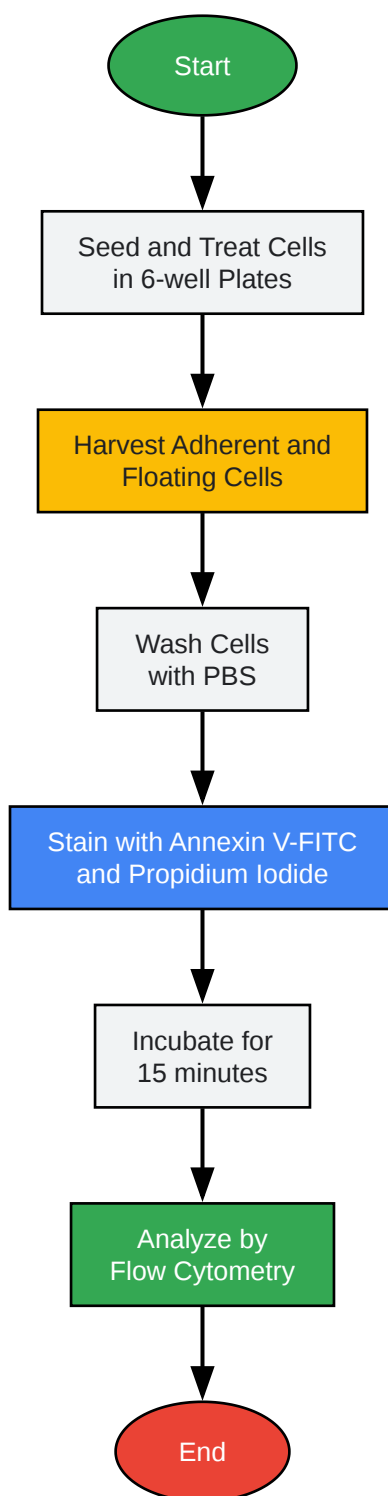 Start
Seed and Treat Cells
in 6-well Plates
Harvest Adherent and
Floating Cells
Wash Cells
with PBS
Stain with Annexin V-FITC
and Propidium Iodide
Incubate for
15 minutes
Analyze by
Flow Cytometry
End